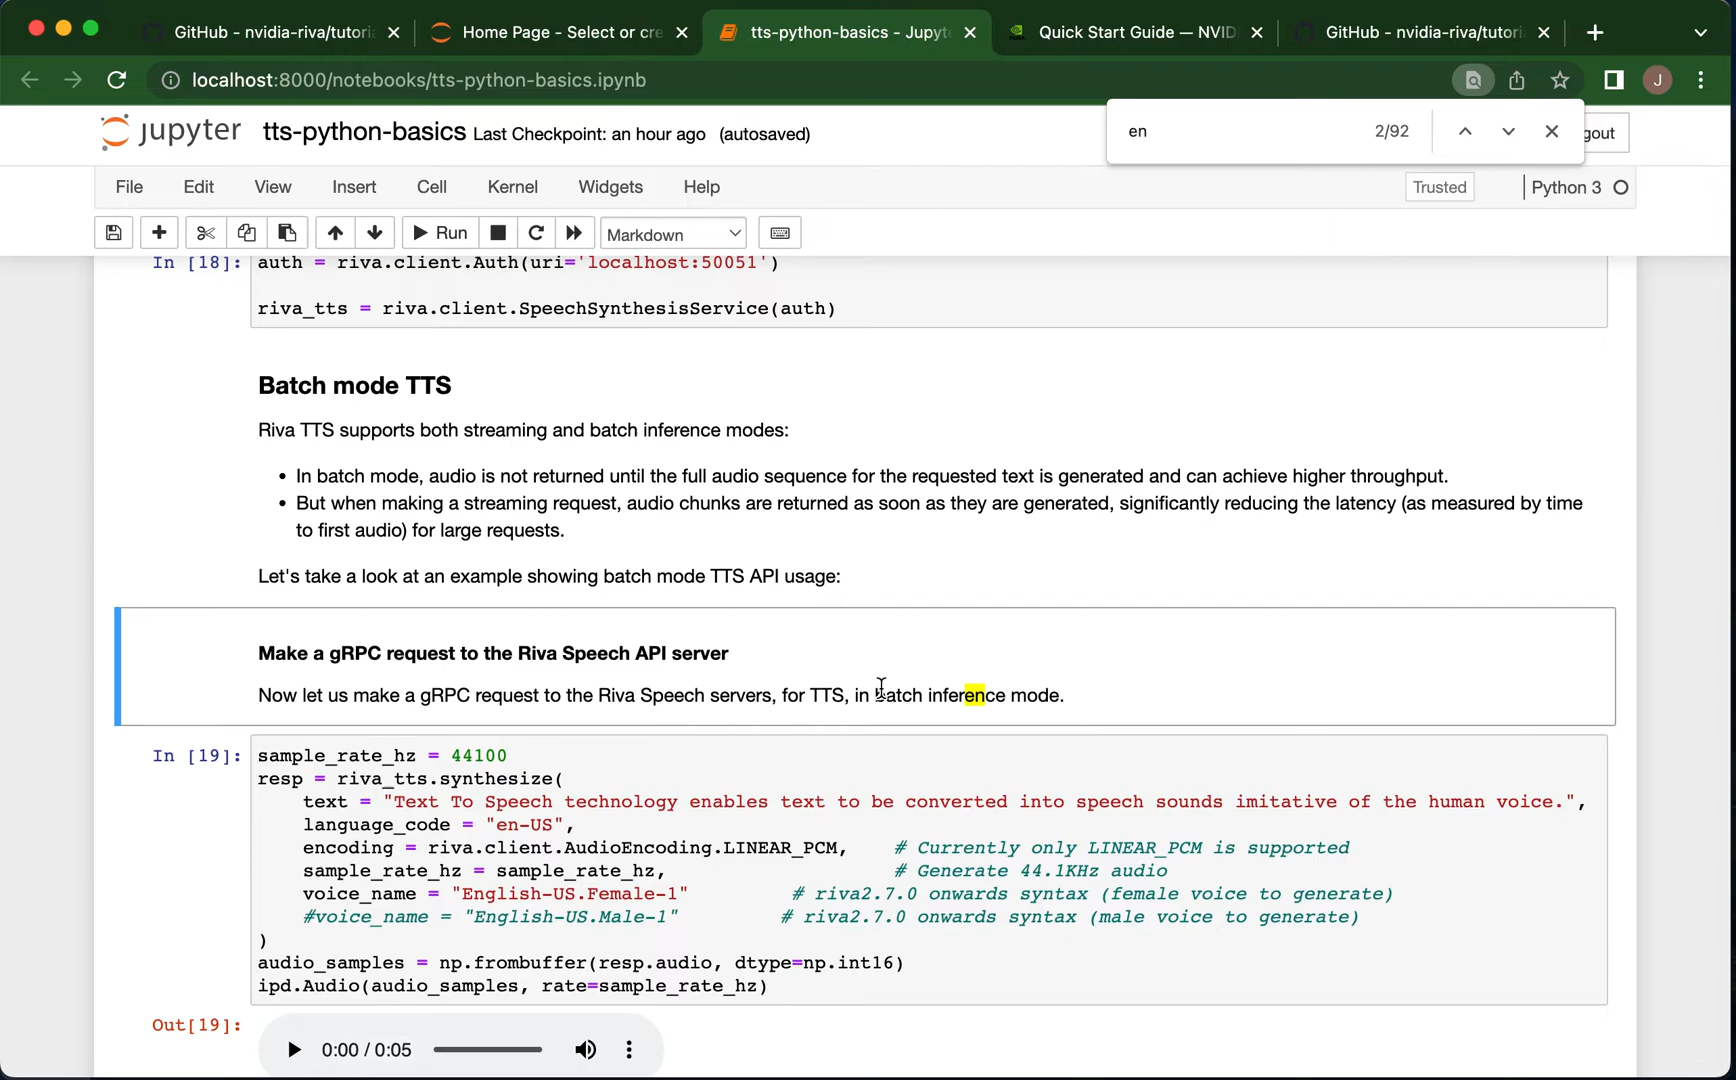 GitHub - nvidia-riva/tutori
Home Page - Select or cre
tts-python-basics - Jupyte
Quick Start Guide — NVID
GitHub - nvidia-riva/tutori
localhost:8000/notebooks/tts-python-basics.ipynb
J
en 2/92
jupyter tts-python-basics Last Checkpoint: an hour ago (autosaved)
gout
File Edit View Insert Cell Kernel Widgets Help
Trusted Python 3
Run Markdown
In [18]: auth = riva.client.Auth(uri='localhost:50051')
riva_tts = riva.client.SpeechSynthesisService(auth)
Batch mode TTS
Riva TTS supports both streaming and batch inference modes:
• In batch mode, audio is not returned until the full audio sequence for the requested text is generated and can achieve higher throughput.
• But when making a streaming request, audio chunks are returned as soon as they are generated, significantly reducing the latency (as measured by time
to first audio) for large requests.
Let's take a look at an example showing batch mode TTS API usage:
Make a gRPC request to the Riva Speech API server
Now let us make a gRPC request to the Riva Speech servers, for TTS, in batch inference mode.
In [19]: sample_rate_hz = 44100
resp = riva_tts.synthesize(
text = "Text To Speech technology enables text to be converted into speech sounds imitative of the human voice.",
language_code = "en-US",
encoding = riva.client.AudioEncoding.LINEAR_PCM, # Currently only LINEAR_PCM is supported
sample_rate_hz = sample_rate_hz, # Generate 44.1KHz audio
voice_name = "English-US.Female-1" # riva2.7.0 onwards syntax (female voice to generate)
#voice_name = "English-US.Male-1" # riva2.7.0 onwards syntax (male voice to generate)
)
audio_samples = np.frombuffer(resp.audio, dtype=np.int16)
ipd.Audio(audio_samples, rate=sample_rate_hz)
Out[19]:
0:00 / 0:05